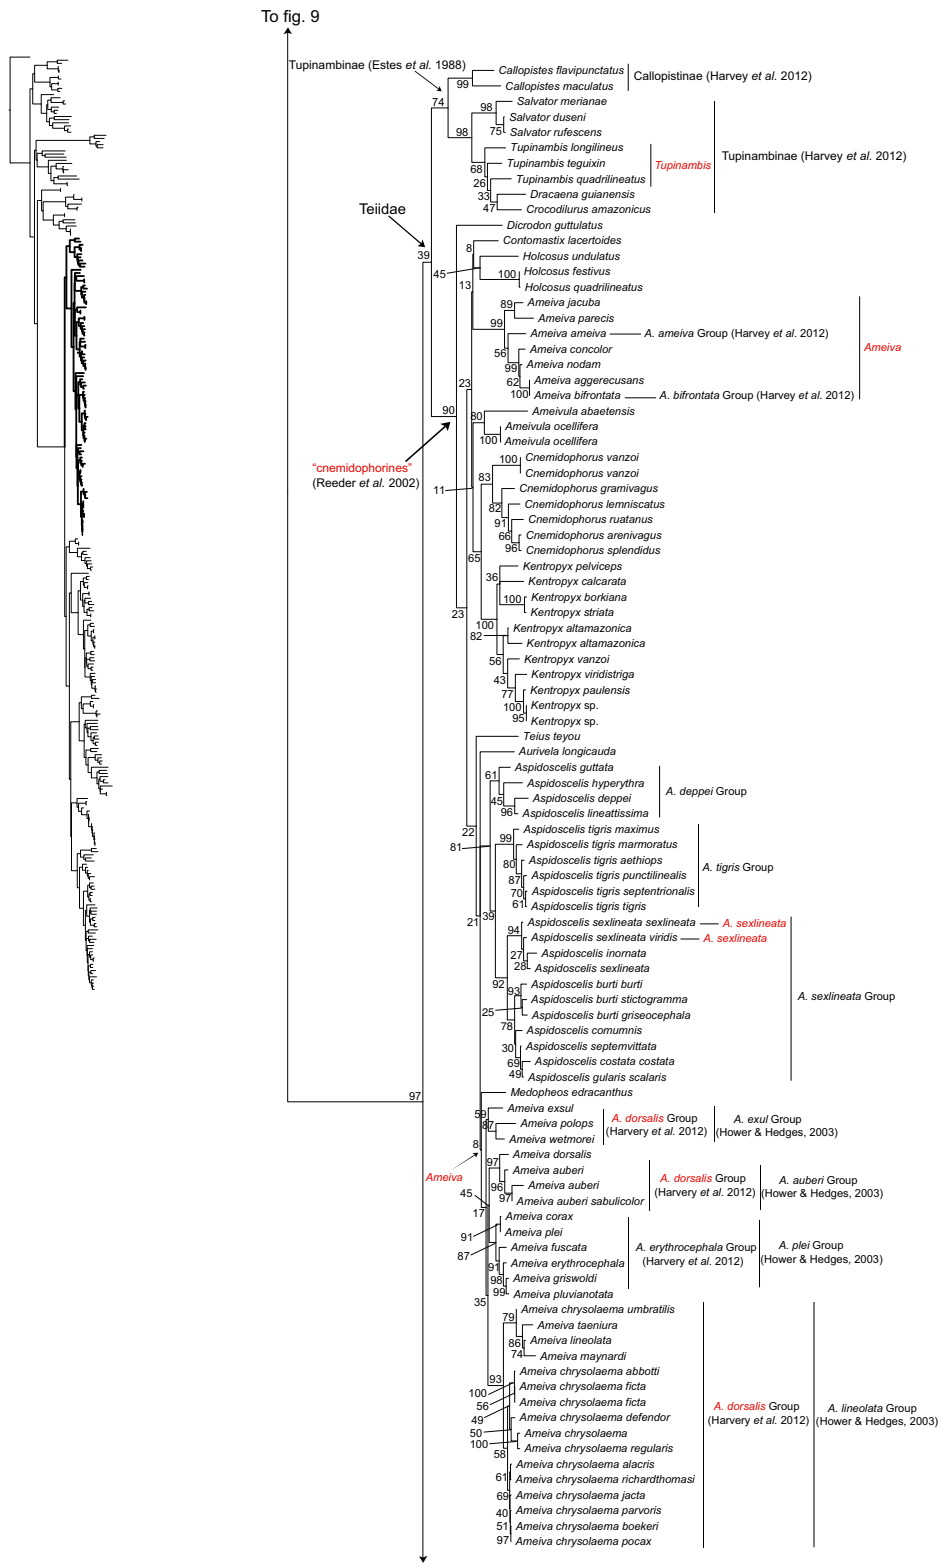 To fig. 9
Tupinambinae (Estes et al. 1988)
Callopistes flavipunctatus
99
Callopistes maculatus
Callopistinae (Harvey et al. 2012)
74
98
Salvator merianae
Salvator duseni
98
75
Salvator rufescens
Tupinambis longilineus
Tupinambis teguixin
68
26
Tupinambis quadrilineatus
Tupinambis
Tupinambinae (Harvey et al. 2012)
33
Dracaena guianensis
47
Crocodilurus amazonicus
Teiidae
39
Dicrodon guttulatus
8
Contomastix lacertoides
45
Holcosus undulatus
13
100
Holcosus festivus
Holcosus quadrilineatus
89
Ameiva jacuba
99
Ameiva parecis
Ameiva ameiva
A. ameiva Group (Harvey et al. 2012)
Ameiva
56
Ameiva concolor
99
Ameiva nodam
62
Ameiva aggerecusans
100
Ameiva bifrontata
A. bifrontata Group (Harvey et al. 2012)
23
90
80
Ameivula abaetensis
Ameivula ocellifera
100
Ameivula ocellifera
"cnemidophorines"
(Reeder et al. 2002)
11
100
Cnemidophorus vanzoi
Cnemidophorus vanzoi
83
Cnemidophorus gramivagus
82
Cnemidophorus lemniscatus
91
Cnemidophorus ruatanus
66
Cnemidophorus arenivagus
96
Cnemidophorus splendidus
65
Kentropyx pelviceps
36
Kentropyx calcarata
100
Kentropyx borkiana
Kentropyx striata
23
100
82
Kentropyx altamazonica
Kentropyx altamazonica
56
Kentropyx vanzoi
43
Kentropyx viridistriga
77
Kentropyx paulensis
100
Kentropyx sp.
95
Kentropyx sp.
Teius teyou
Aurivela longicauda
61
Aspidoscelis guttata
Aspidoscelis hyperythra
45
Aspidoscelis deppei
96
Aspidoscelis lineattissima
A. deppei Group
22
81
99
Aspidoscelis tigris maximus
Aspidoscelis tigris marmoratus
80
Aspidoscelis tigris aethiops
87
Aspidoscelis tigris punctilinealis
70
Aspidoscelis tigris septentrionalis
61
Aspidoscelis tigris tigris
A. tigris Group
21
39
94
Aspidoscelis sexlineata sexlineata
A. sexlineata
Aspidoscelis sexlineata viridis
A. sexlineata
27
Aspidoscelis inornata
28
Aspidoscelis sexlineata
92
93
Aspidoscelis burti burti
Aspidoscelis burti stictogramma
25
Aspidoscelis burti griseocephala
78
Aspidoscelis comumnis
30
Aspidoscelis septemvittata
69
Aspidoscelis costata costata
49
Aspidoscelis gularis scalaris
A. sexlineata Group
97
Medopheos edracanthus
59
Ameiva exsul
87
Ameiva polops
Ameiva wetmorei
A. dorsalis Group
(Harvery et al. 2012)
A. exul Group
(Hower & Hedges, 2003)
8
Ameiva
97
Ameiva dorsalis
Ameiva auberi
96
Ameiva auberi
97
Ameiva auberi sabulicolor
A. dorsalis Group
(Harvery et al. 2012)
A. auberi Group
(Hower & Hedges, 2003)
45
17
Ameiva corax
91
Ameiva plei
87
Ameiva fuscata
91
Ameiva erythrocephala
98
Ameiva griswoldi
99
Ameiva pluvianotata
A. erythrocephala Group
(Harvery et al. 2012)
A. plei Group
(Hower & Hedges, 2003)
35
79
Ameiva chrysolaema umbratilis
Ameiva taeniura
86
Ameiva lineolata
74
Ameiva maynardi
93
Ameiva chrysolaema abbotti
100
Ameiva chrysolaema ficta
56
Ameiva chrysolaema ficta
49
Ameiva chrysolaema defendor
50
Ameiva chrysolaema
100
Ameiva chrysolaema regularis
58
Ameiva chrysolaema alacris
61
Ameiva chrysolaema richardthomasi
69
Ameiva chrysolaema jacta
40
Ameiva chrysolaema parvoris
51
Ameiva chrysolaema boekeri
97
Ameiva chrysolaema pocax
A. dorsalis Group
(Harvery et al. 2012)
A. lineolata Group
(Hower & Hedges, 2003)